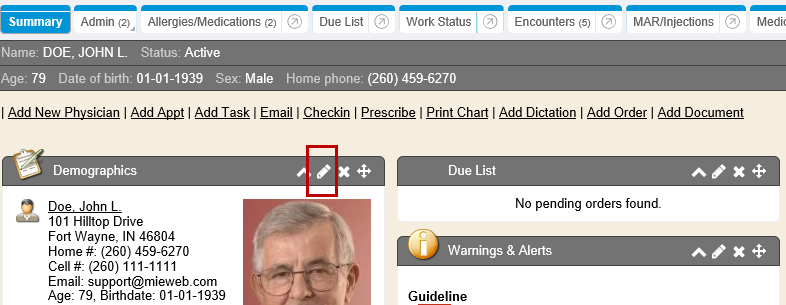 Summary Admin (2) Allergies/Medications (2) Due List Work Status Encounters (5) MAR/Injections
Name: DOE, JOHN L. Status: Active
Age: 79 Date of birth: 01-01-1939 Sex: Male Home phone: (260) 459-6270
| Add New Physician | Add Appt | Add Task | Email | Checkin | Prescribe | Print Chart | Add Dictation | Add Order | Add Document
Demographics
Doe, John L.
101 Hilltop Drive
Fort Wayne, IN 46804
Home #: (260) 459-6270
Cell #: (260) 111-1111
Email: support@mieweb.com
Age: 79, Birthdate: 01-01-1939
Due List
No pending orders found.
Warnings & Alerts
Guideline